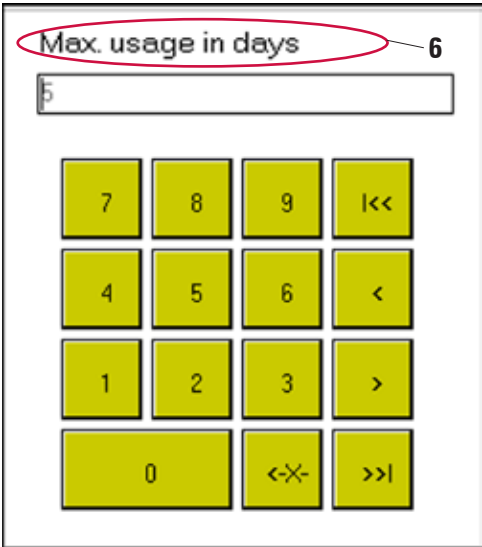 Max. usage in days 6
5
7 8 9 I<<
4 5 6 <
1 2 3 >
0 <-X- >>I